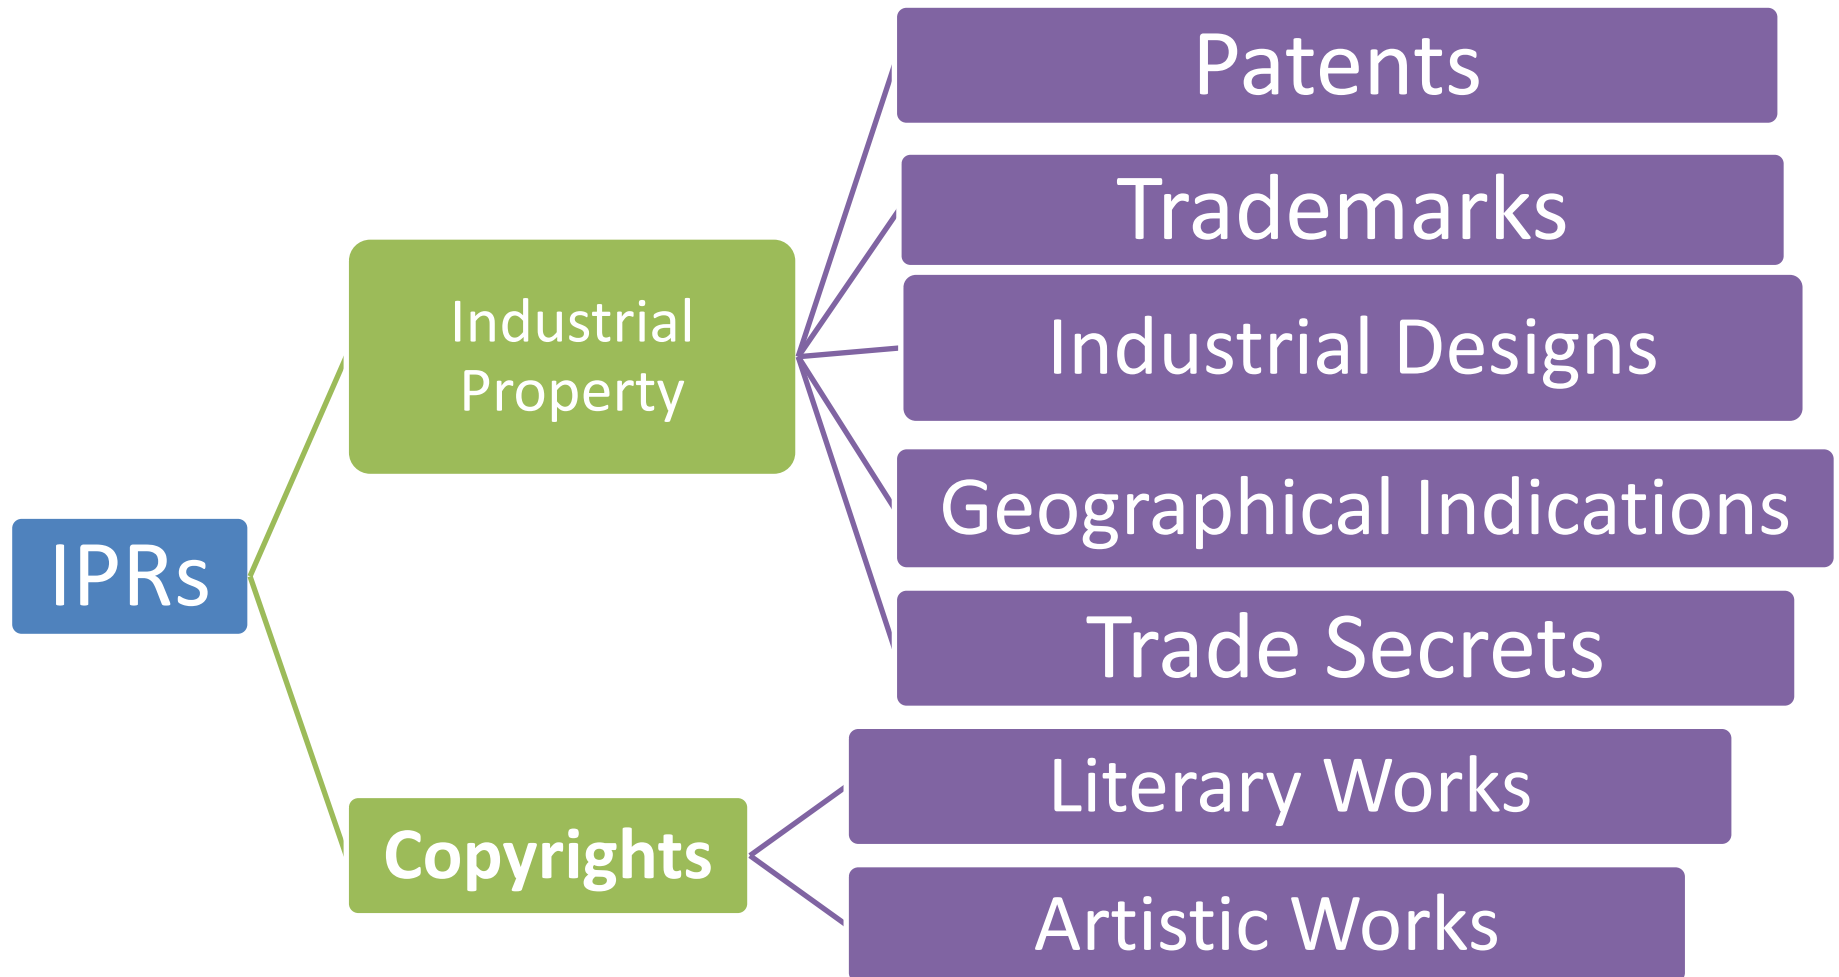 Patents
Trademarks
Industrial
Property
Industrial Designs
Geographical Indications
IPRs
Trade Secrets
Literary Works
Copyrights
Artistic Works